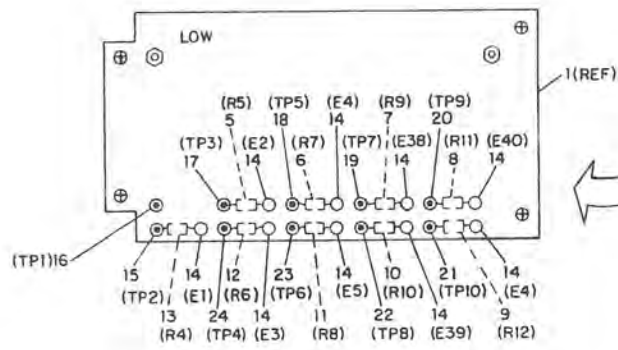 LOW
1(REF)
(R5) (TP5) (E4) (R9) (TP9)
5 18 14 7 20
(TP3) (E2) (R7) (TP7) (E38) (R11) (E40)
17 14 6 19 14 8 14
(TP1)16
15 14 12 23 14 10 21 14
(TP2) (E1) (R6) (TP6) (E5) (R10) (TP10) (E4)
13 24 14 11 22 14 9
(R4) (TP4) (E3) (R8) (TP8) (E39) (R12)